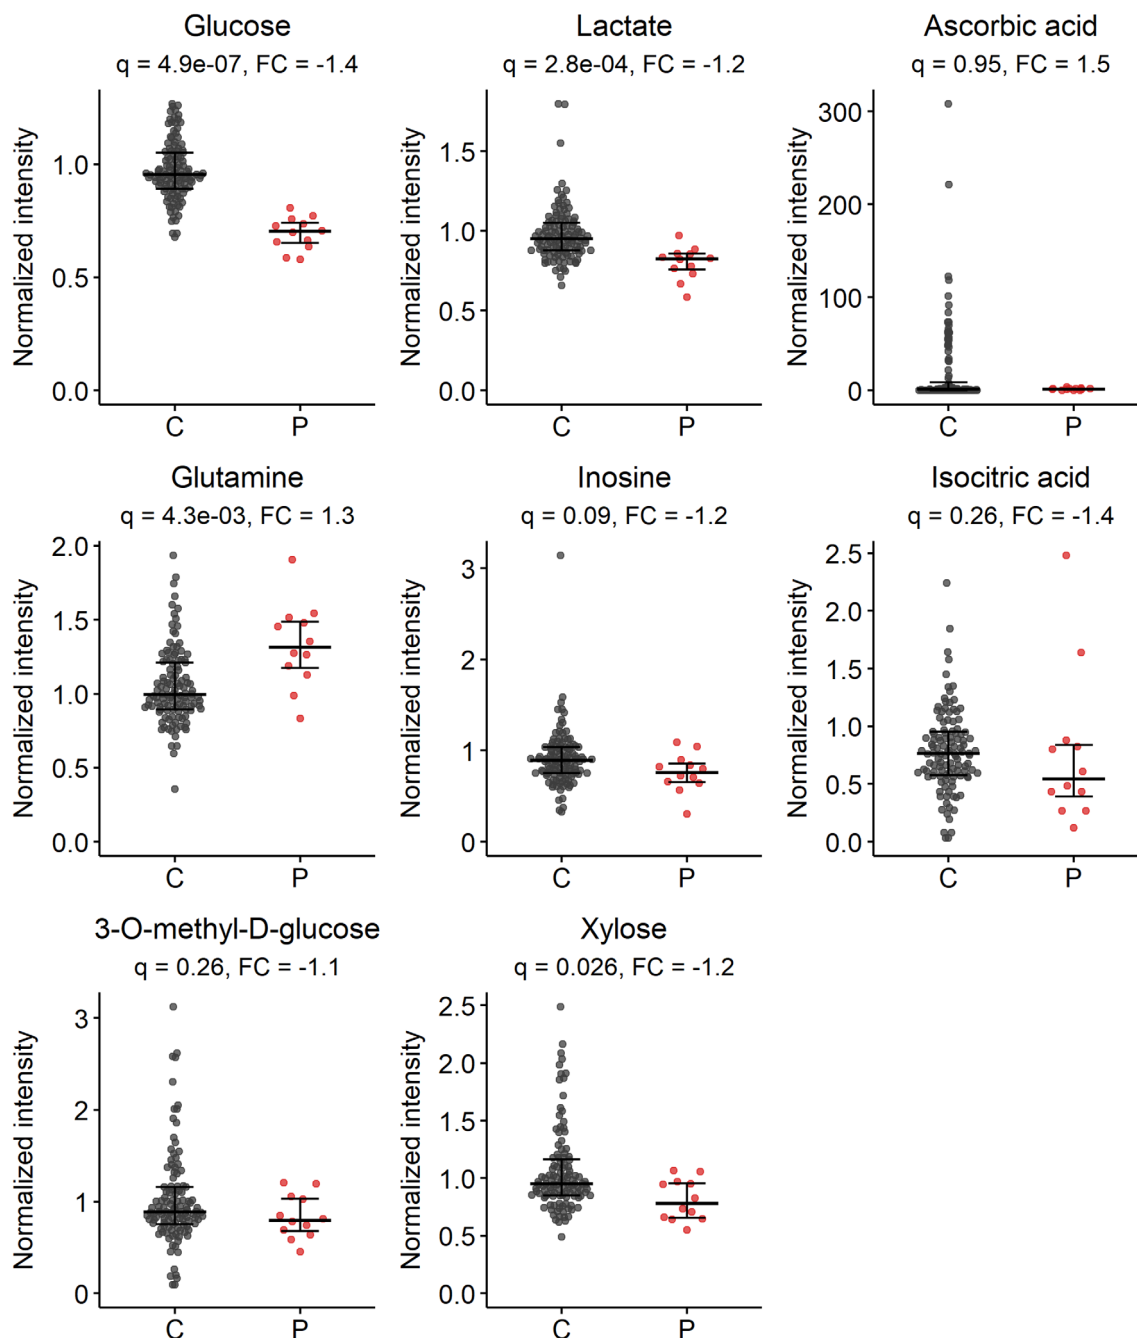 Glucose
q = 4.9e-07, FC = -1.4
Normalized intensity
1.0
0.5
0.0
C P
Lactate
q = 2.8e-04, FC = -1.2
Normalized intensity
1.5
1.0
0.5
0.0
C P
Ascorbic acid
q = 0.95, FC = 1.5
Normalized intensity
300
200
100
0
C P
Glutamine
q = 4.3e-03, FC = 1.3
Normalized intensity
2.0
1.5
1.0
0.5
0.0
C P
Inosine
q = 0.09, FC = -1.2
Normalized intensity
3
2
1
0
C P
Isocitric acid
q = 0.26, FC = -1.4
Normalized intensity
2.5
2.0
1.5
1.0
0.5
0.0
C P
3-O-methyl-D-glucose
q = 0.26, FC = -1.1
Normalized intensity
3
2
1
0
C P
Xylose
q = 0.026, FC = -1.2
Normalized intensity
2.5
2.0
1.5
1.0
0.5
0.0
C P